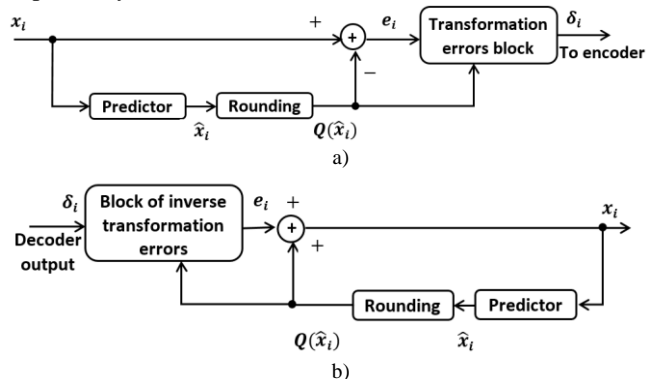 x_i
+
e_i
Transformation
errors block
δ_i
To encoder
−
Predictor
Rounding
x̂_i
Q(x̂_i)
a)
δ_i
Block of inverse
transformation
errors
e_i
+
x_i
Decoder
output
+
Rounding
Predictor
Q(x̂_i)
x̂_i
b)